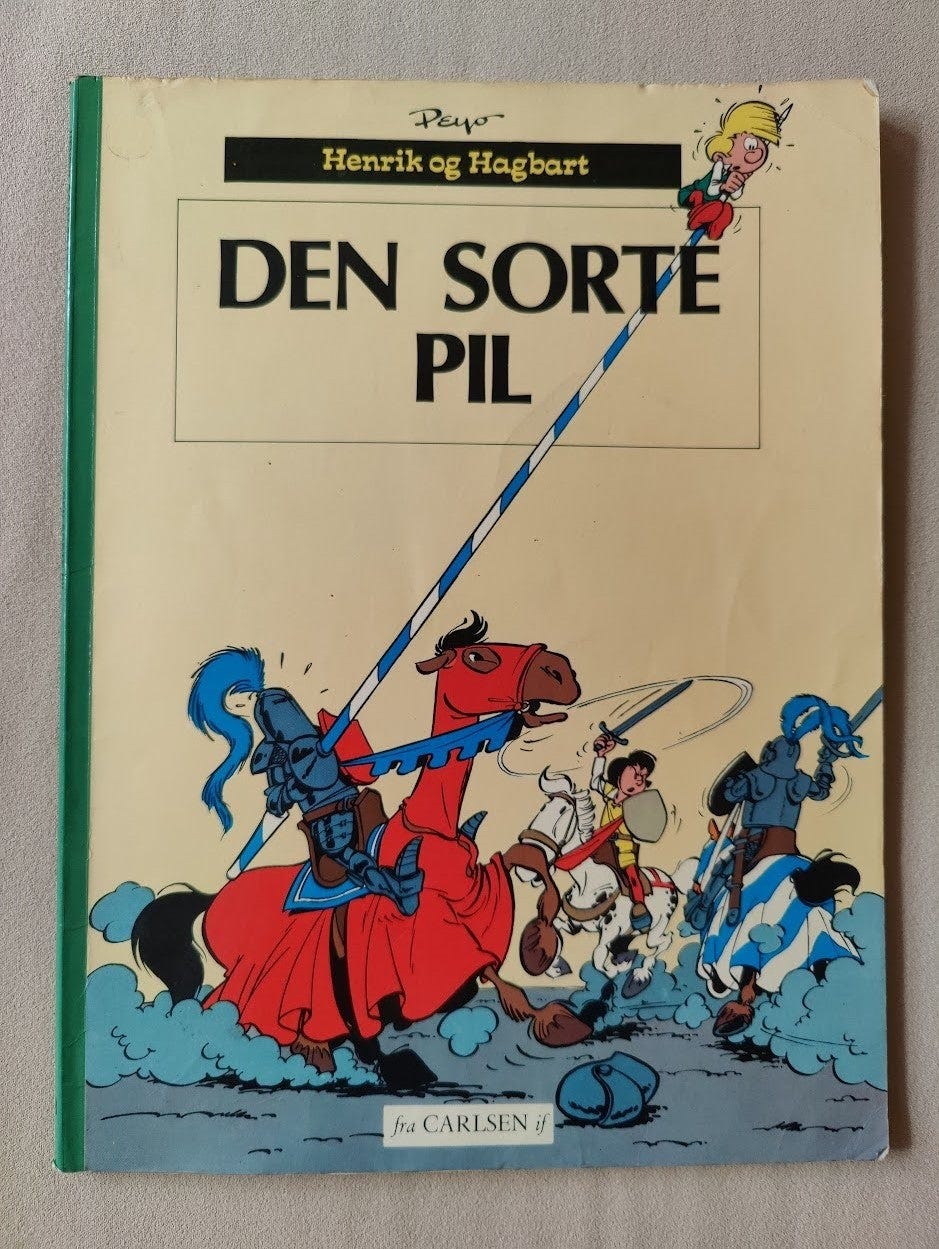 Peyo
Henrik og Hagbart
DEN SORTE
PIL
fra CARLSEN if